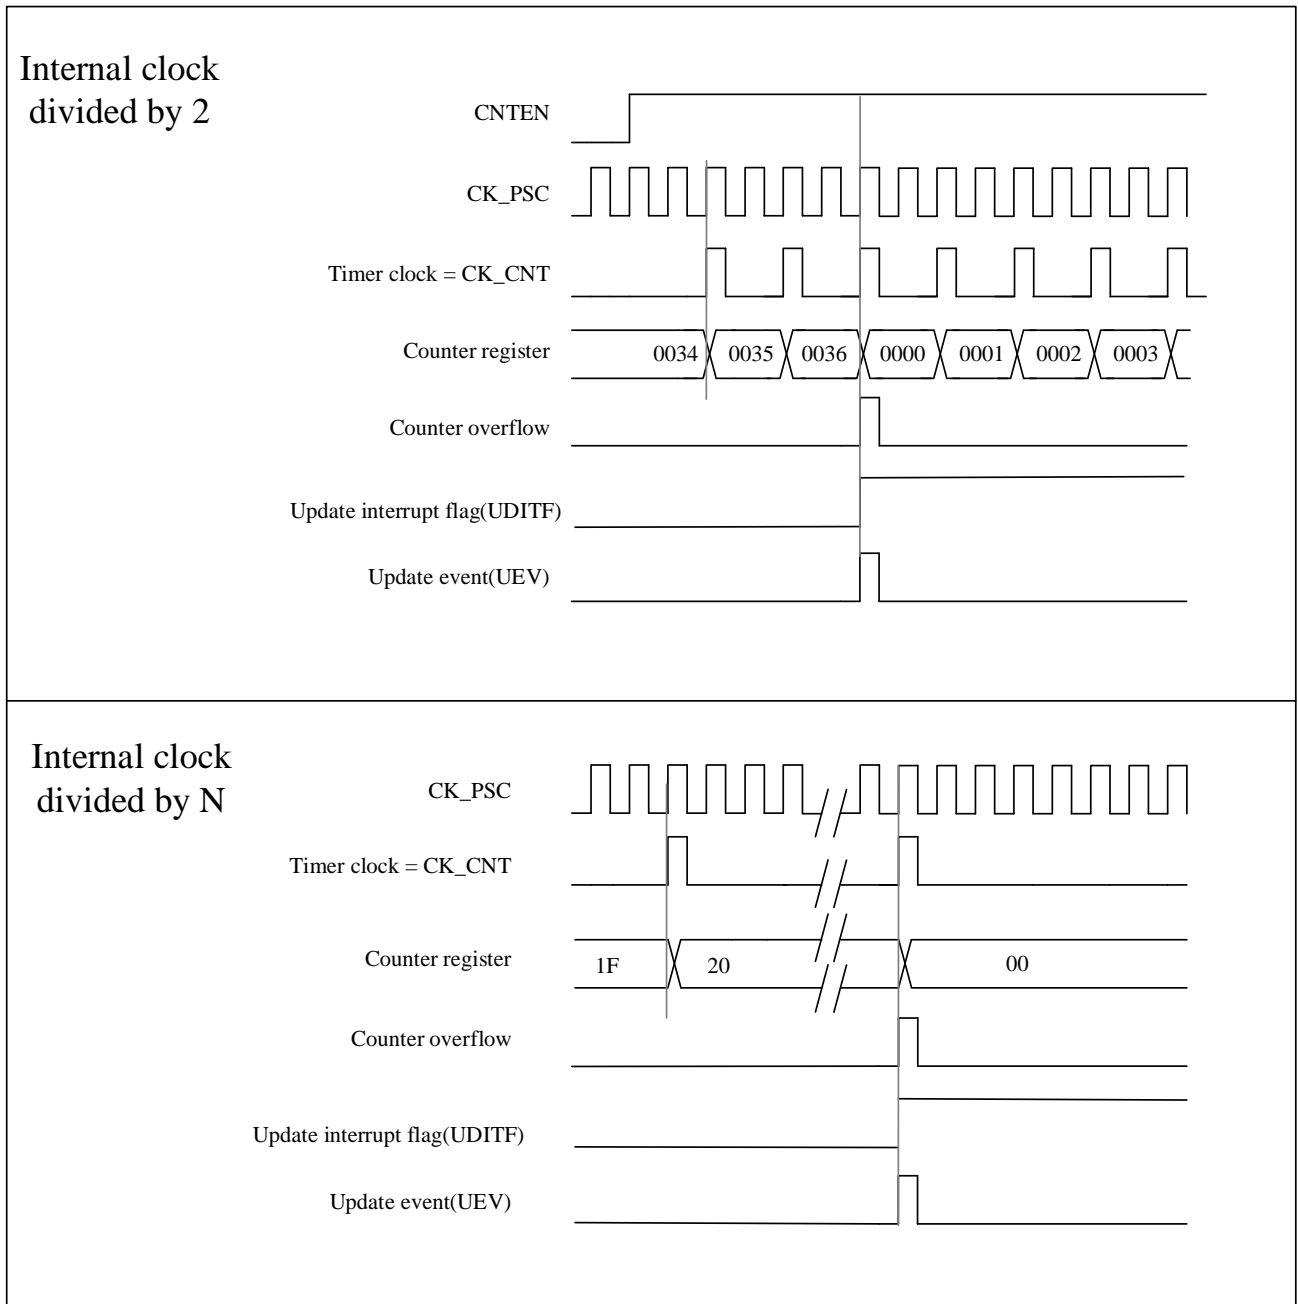 Internal clock
divided by 2
CNTEN
CK_PSC
Timer clock = CK_CNT
Counter register 0034 0035 0036 0000 0001 0002 0003
Counter overflow
Update interrupt flag(UDITF)
Update event(UEV)
Internal clock
divided by N
CK_PSC
Timer clock = CK_CNT
Counter register 1F 20 00
Counter overflow
Update interrupt flag(UDITF)
Update event(UEV)